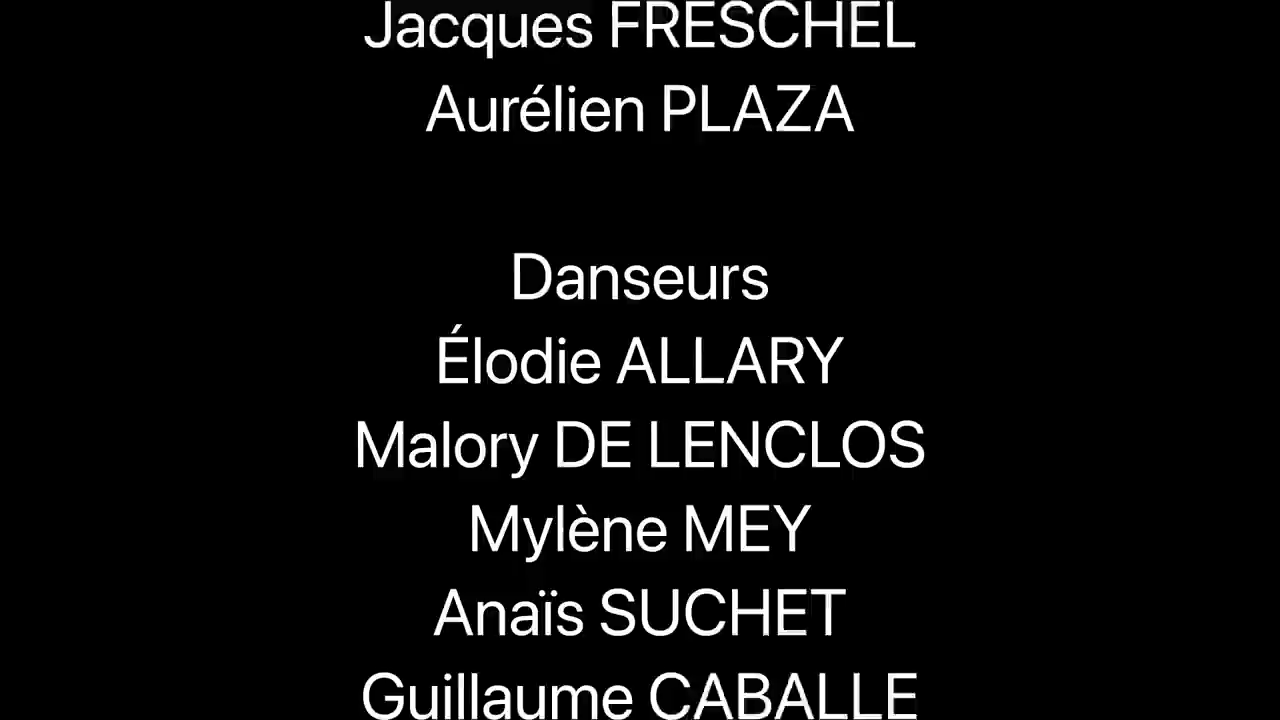 Jacques FRESCHEL
Aurélien PLAZA
Danseurs
Élodie ALLARY
Malory DE LENCLOS
Mylène MEY
Anaïs SUCHET
Guillaume CABALLE